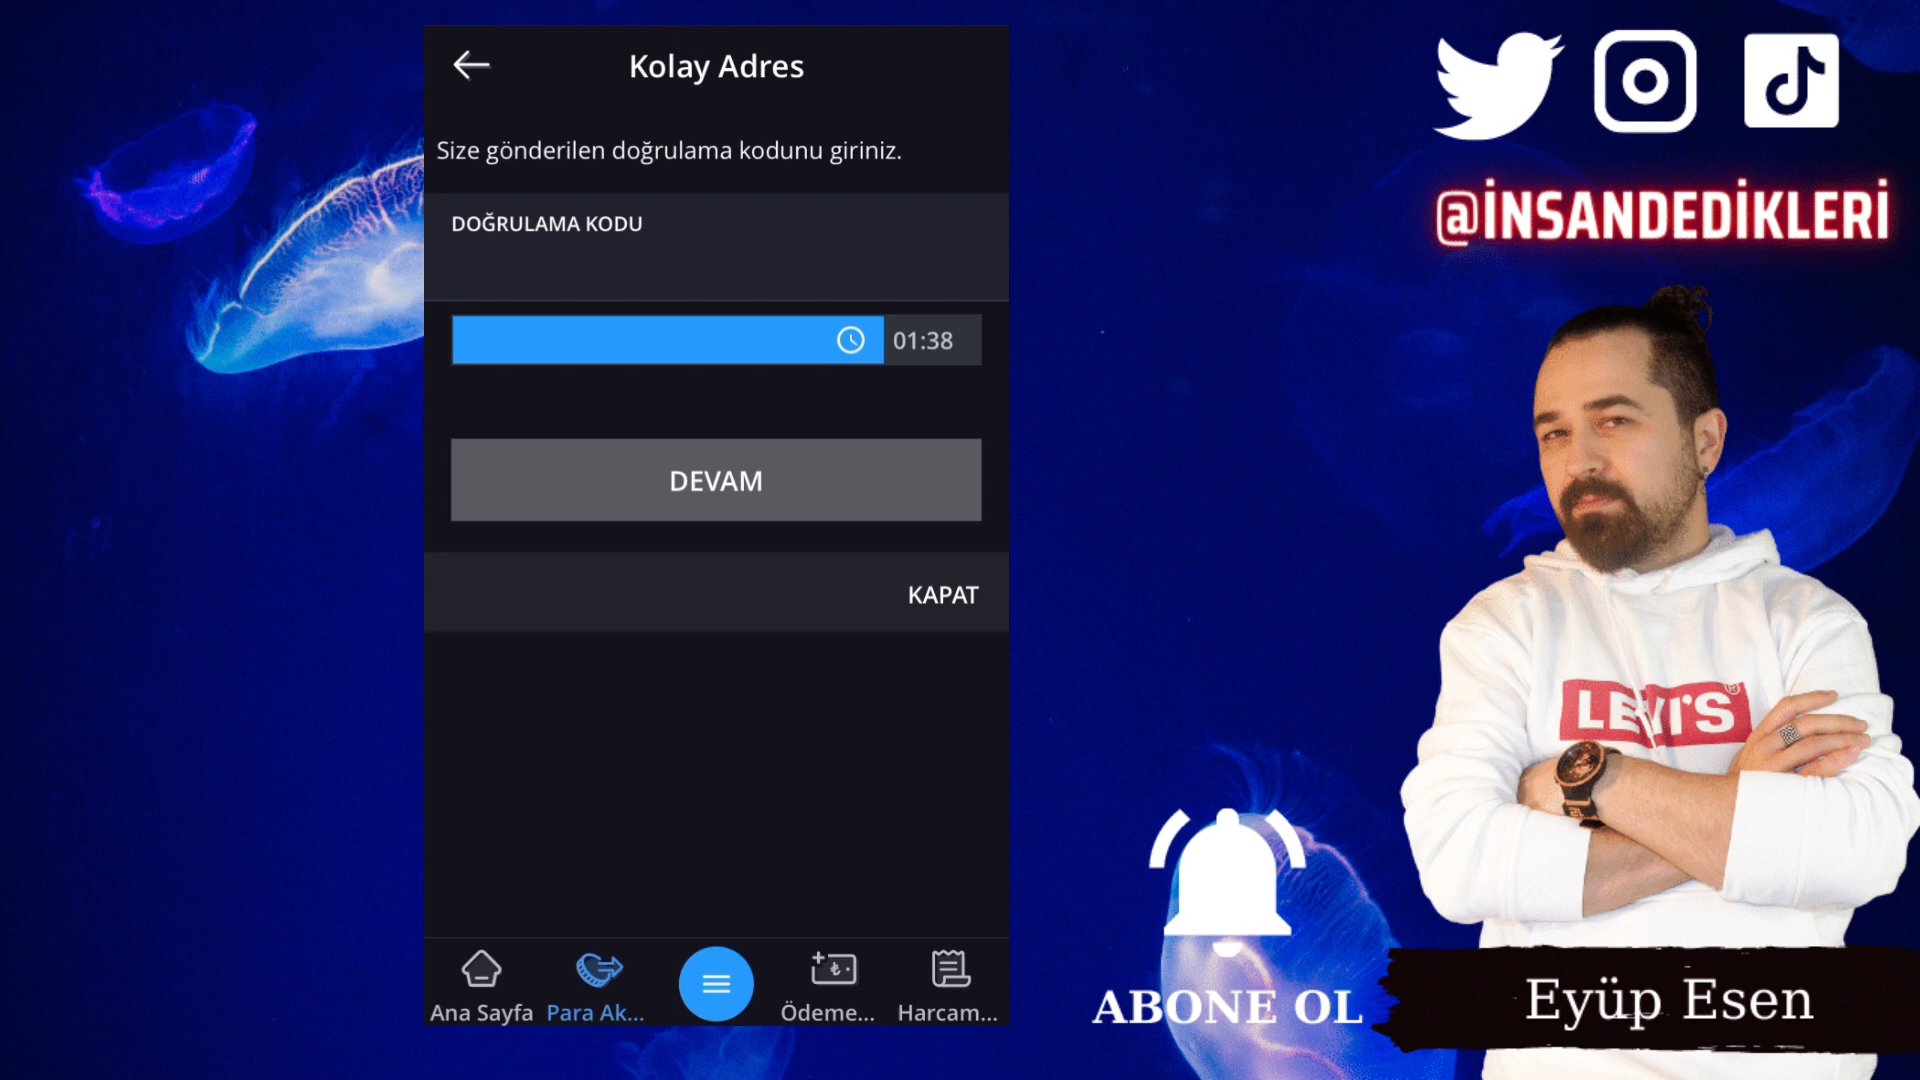 Kolay Adres
Size gönderilen doğrulama kodunu giriniz.
DOĞRULAMA KODU
01:38
DEVAM
KAPAT
Ana Sayfa
Para Ak...
Ödeme...
Harcam...
@İNSANDEDİKLERİ
LEVI'S®
ABONE OL
Eyüp Esen